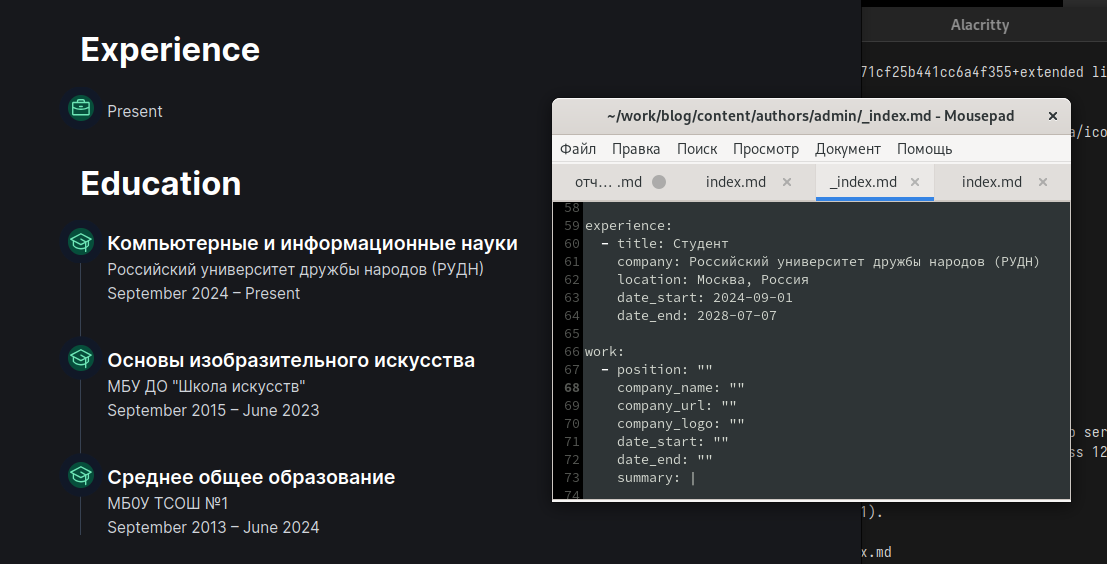 Experience
Present
Education
Компьютерные и информационные науки
Российский университет дружбы народов (РУДН)
September 2024 – Present
Основы изобразительного искусства
МБУ ДО "Школа искусств"
September 2015 – June 2023
Среднее общее образование
МБ0У ТСОШ №1
September 2013 – June 2024
Alacritty
71cf25b441cc6a4f355+extended li
a/ico
~/work/blog/content/authors/admin/_index.md - Mousepad
Файл Правка Поиск Просмотр Документ Помощь
отч… .md index.md _index.md index.md
58
59 experience:
60 - title: Студент
61 company: Российский университет дружбы народов (РУДН)
62 location: Москва, Россия
63 date_start: 2024-09-01
64 date_end: 2028-07-07
65
66 work:
67 - position: ""
68 company_name: ""
69 company_url: ""
70 company_logo: ""
71 date_start: ""
72 date_end: ""
73 summary: |
74
ser
ss 12
1).
x.md